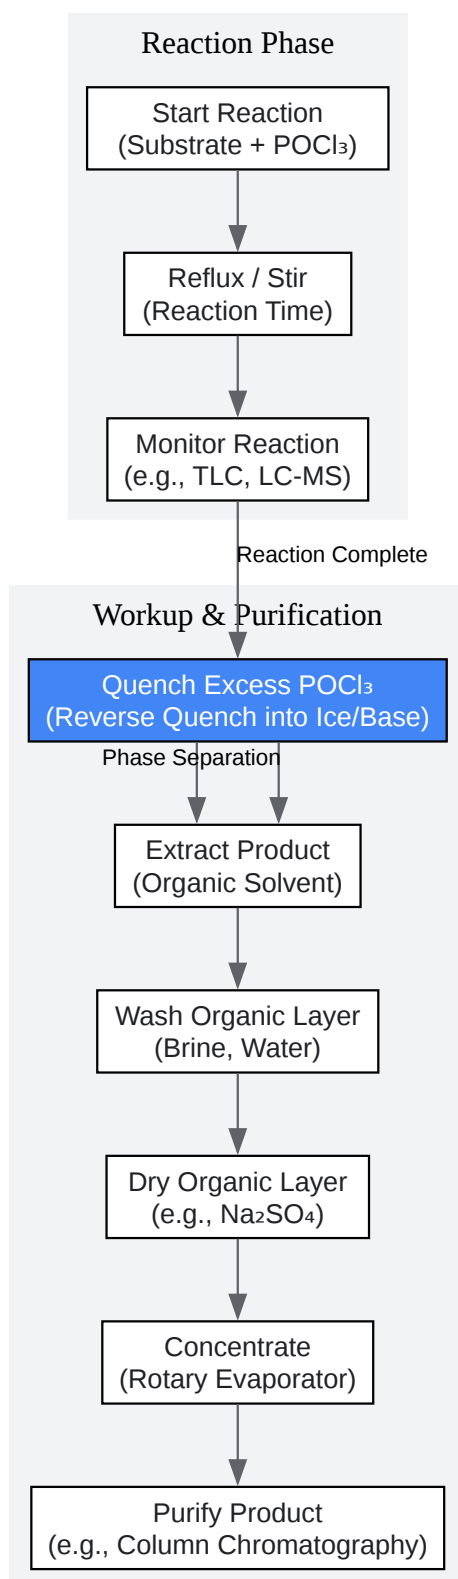 Reaction Phase
Start Reaction
(Substrate + POCl₃)
Reflux / Stir
(Reaction Time)
Monitor Reaction
(e.g., TLC, LC-MS)
Reaction Complete
Workup & Purification
Quench Excess POCl₃
(Reverse Quench into Ice/Base)
Phase Separation
Extract Product
(Organic Solvent)
Wash Organic Layer
(Brine, Water)
Dry Organic Layer
(e.g., Na₂SO₄)
Concentrate
(Rotary Evaporator)
Purify Product
(e.g., Column Chromatography)